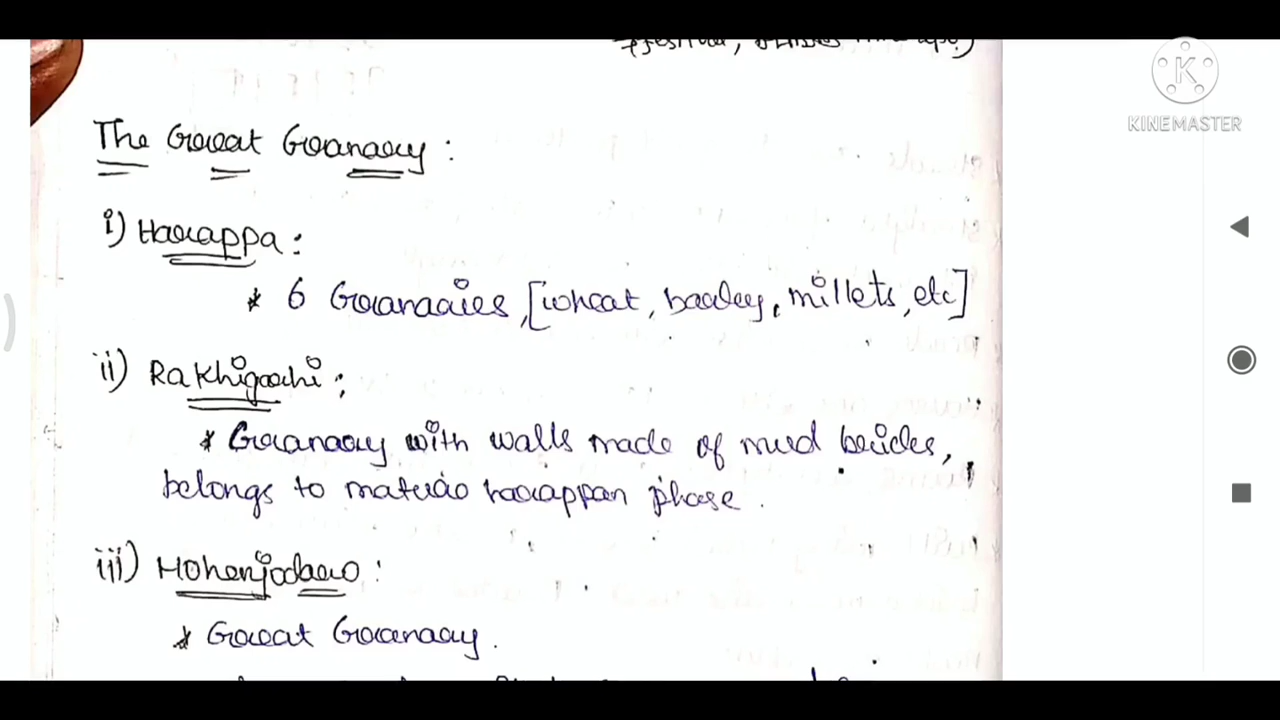 KINEMASTER
The Great Granary :
i) Harappa :
* 6 Granaries, [wheat, barley, millets, etc]
ii) Rakhigarhi :
* Granary with walls made of mud bricks,
belongs to mature harappan phase.
iii) Mohenjodaro :
* Great Granary.